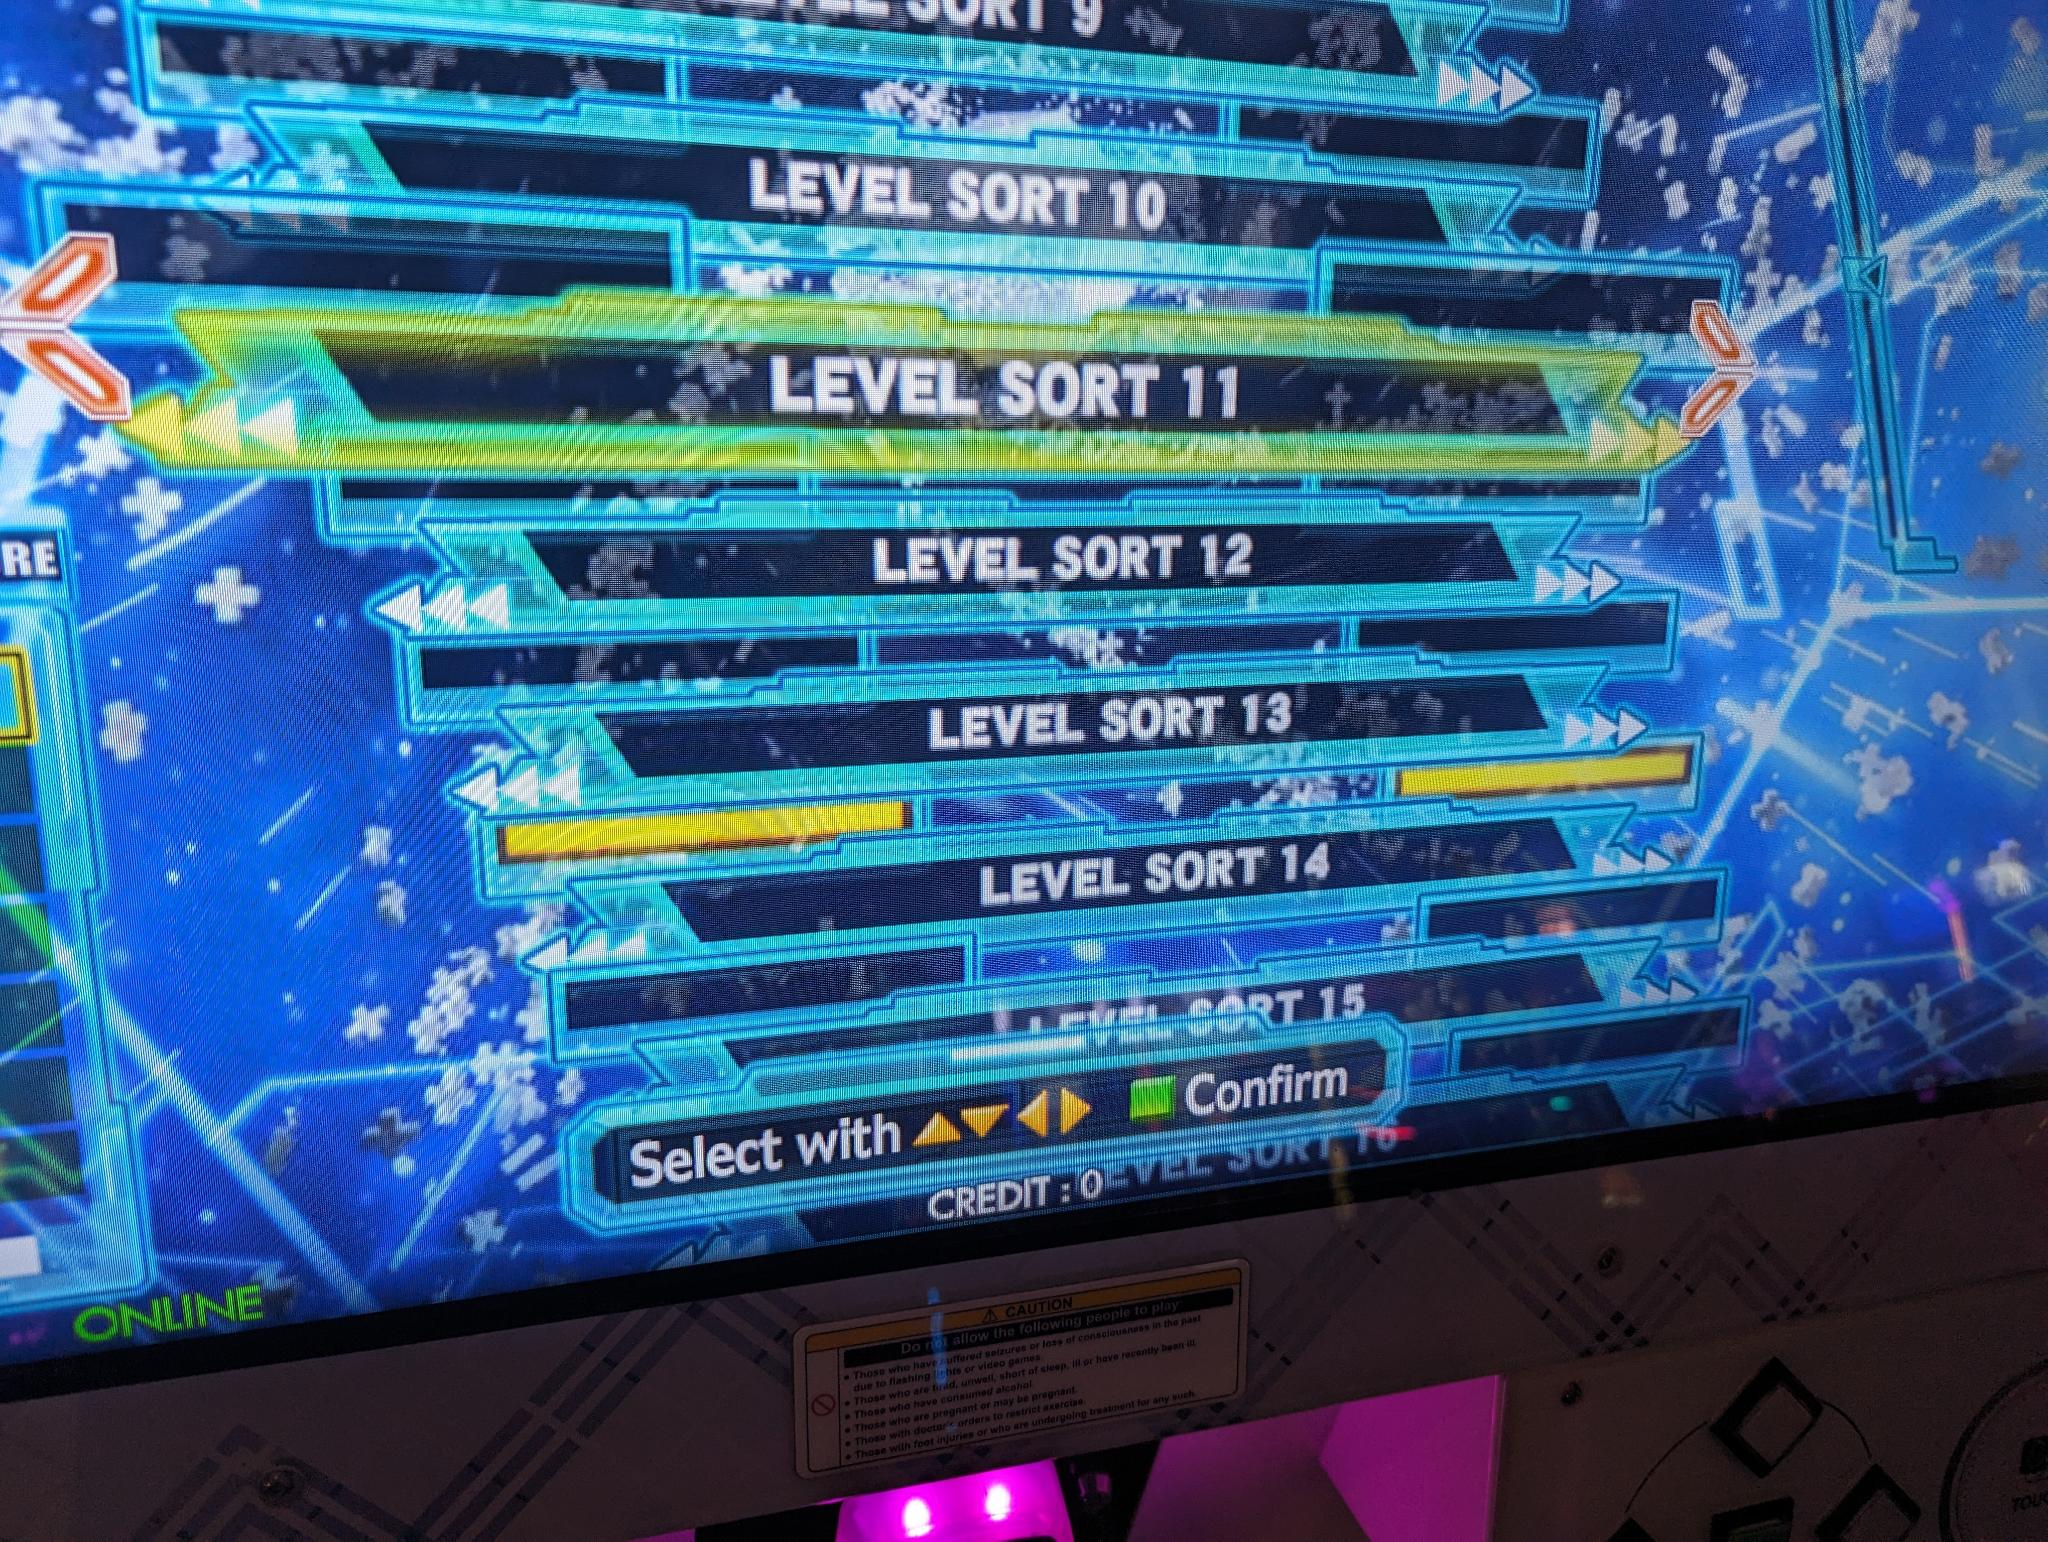 LEVEL SORT 9
LEVEL SORT 10
LEVEL SORT 11
RE
LEVEL SORT 12
LEVEL SORT 13
LEVEL SORT 14
LEVEL SORT 15
Select with Confirm
LEVEL SORT 16
CREDIT : 0
ONLINE
CAUTION
Do not allow the following people to play
• Those who have suffered seizures or loss of consciousness in the past
due to flashing lights or video games.
• Those who are tired, unwell, short of sleep, ill or have recently been ill.
• Those who have consumed alcohol.
• Those who are pregnant or may be pregnant.
• Those with doctor's orders to restrict exercise.
• Those with foot injuries or who are undergoing treatment for any such.
TOUC